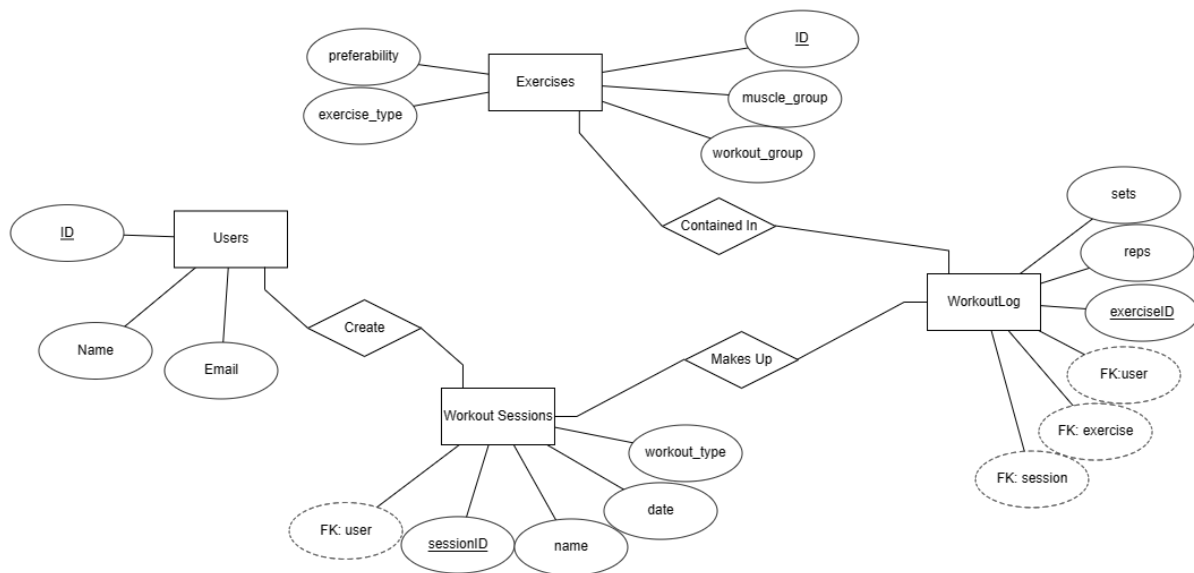 ID
preferability
Exercises
muscle_group
exercise_type
workout_group
sets
Contained In
ID
Users
reps
WorkoutLog
exerciseID
Create
Name
Makes Up
Email
FK:user
Workout Sessions
FK: exercise
workout_type
FK: session
date
FK: user
sessionID
name